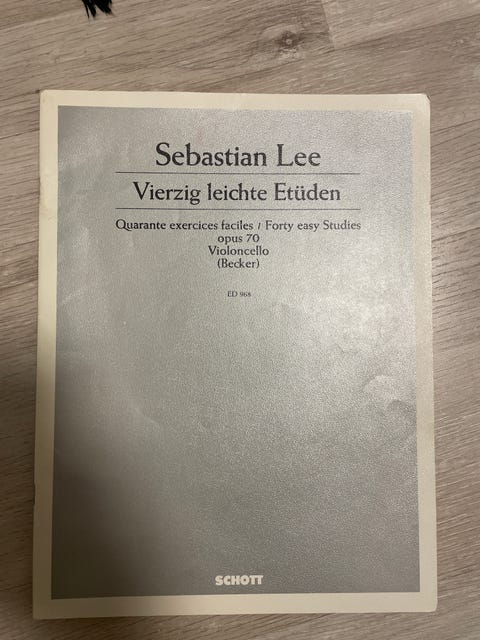 Sebastian Lee
Vierzig leichte Etüden
Quarante exercices faciles / Forty easy Studies
opus 70
Violoncello
(Becker)
ED 968
SCHOTT